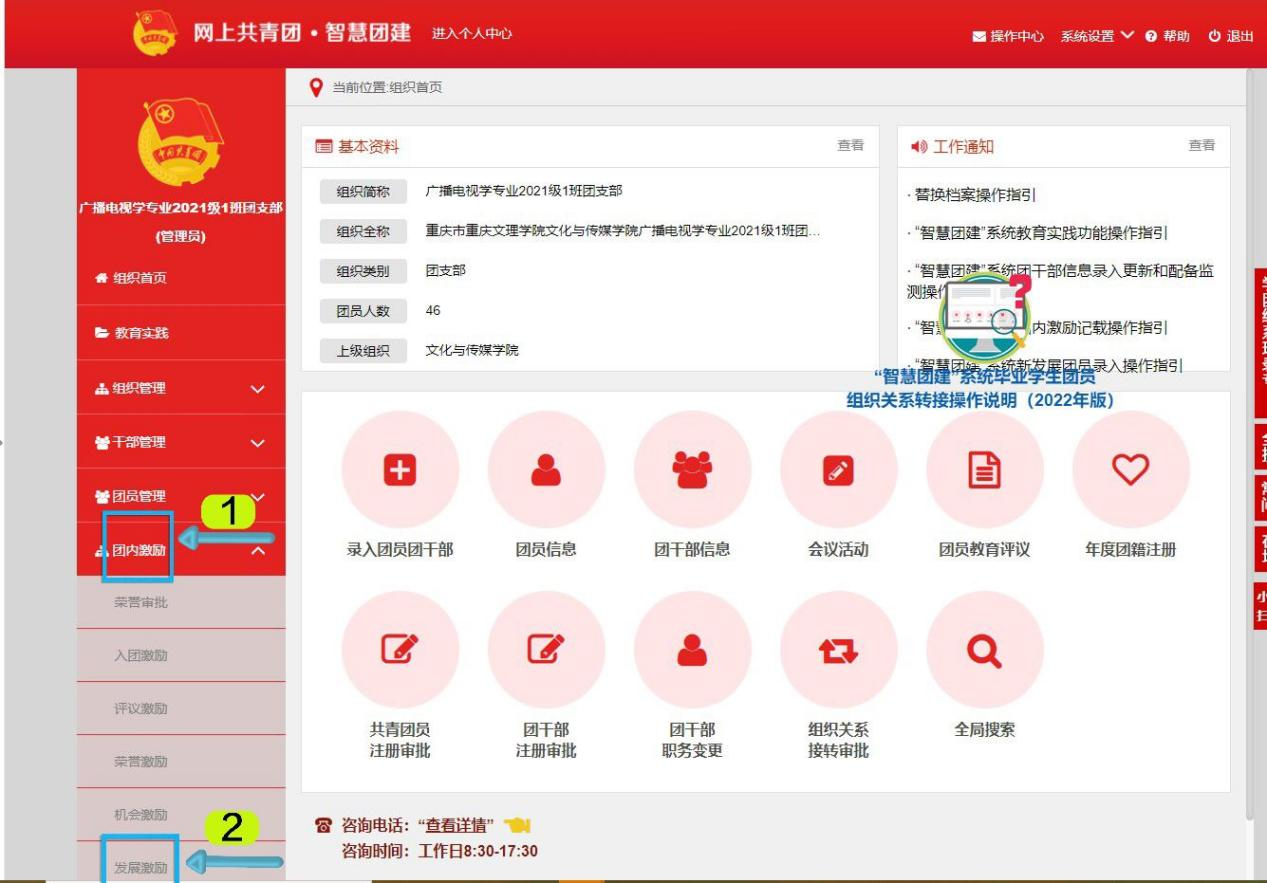 网上共青团・智慧团建 进入个人中心
操作中心 系统设置 帮助 退出
广播电视学专业2021级1班团支部
(管理员)
组织首页
教育实践
组织管理
干部管理
团员管理
1
团内激励
荣誉审批
入团激励
评议激励
荣誉激励
机会激励
2
发展激励
当前位置:组织首页
基本资料 查看
组织简称 广播电视学专业2021级1班团支部
组织全称 重庆市重庆文理学院文化与传媒学院广播电视学专业2021级1班团...
组织类别 团支部
团员人数 46
上级组织 文化与传媒学院
工作通知 查看
·替换档案操作指引
·“智慧团建”系统教育实践功能操作指引
·“智慧团建”系统团干部信息录入更新和配备监
测操
·“智 内激励记载操作指引
·“智慧团建”系统新发展团员录入操作指引
“智慧团建”系统毕业学生团员
组织关系转接操作说明（2022年版）
录入团员团干部 团员信息 团干部信息 会议活动 团员教育评议 年度团籍注册
共青团员 团干部 团干部 组织关系 全局搜索
注册审批 注册审批 职务变更 接转审批
咨询电话：“查看详情”
咨询时间：工作日8:30-17:30